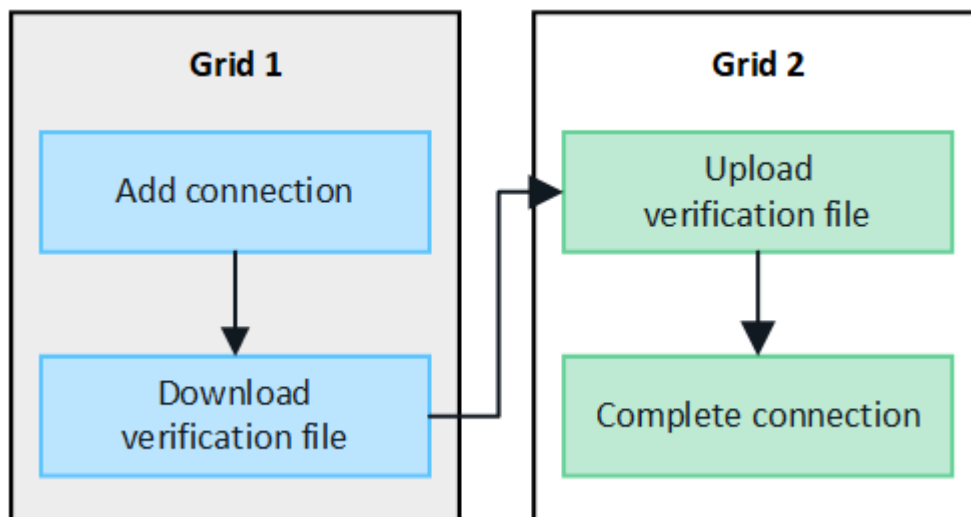 Grid 1
Add connection
Download
verification file
Grid 2
Upload
verification file
Complete connection